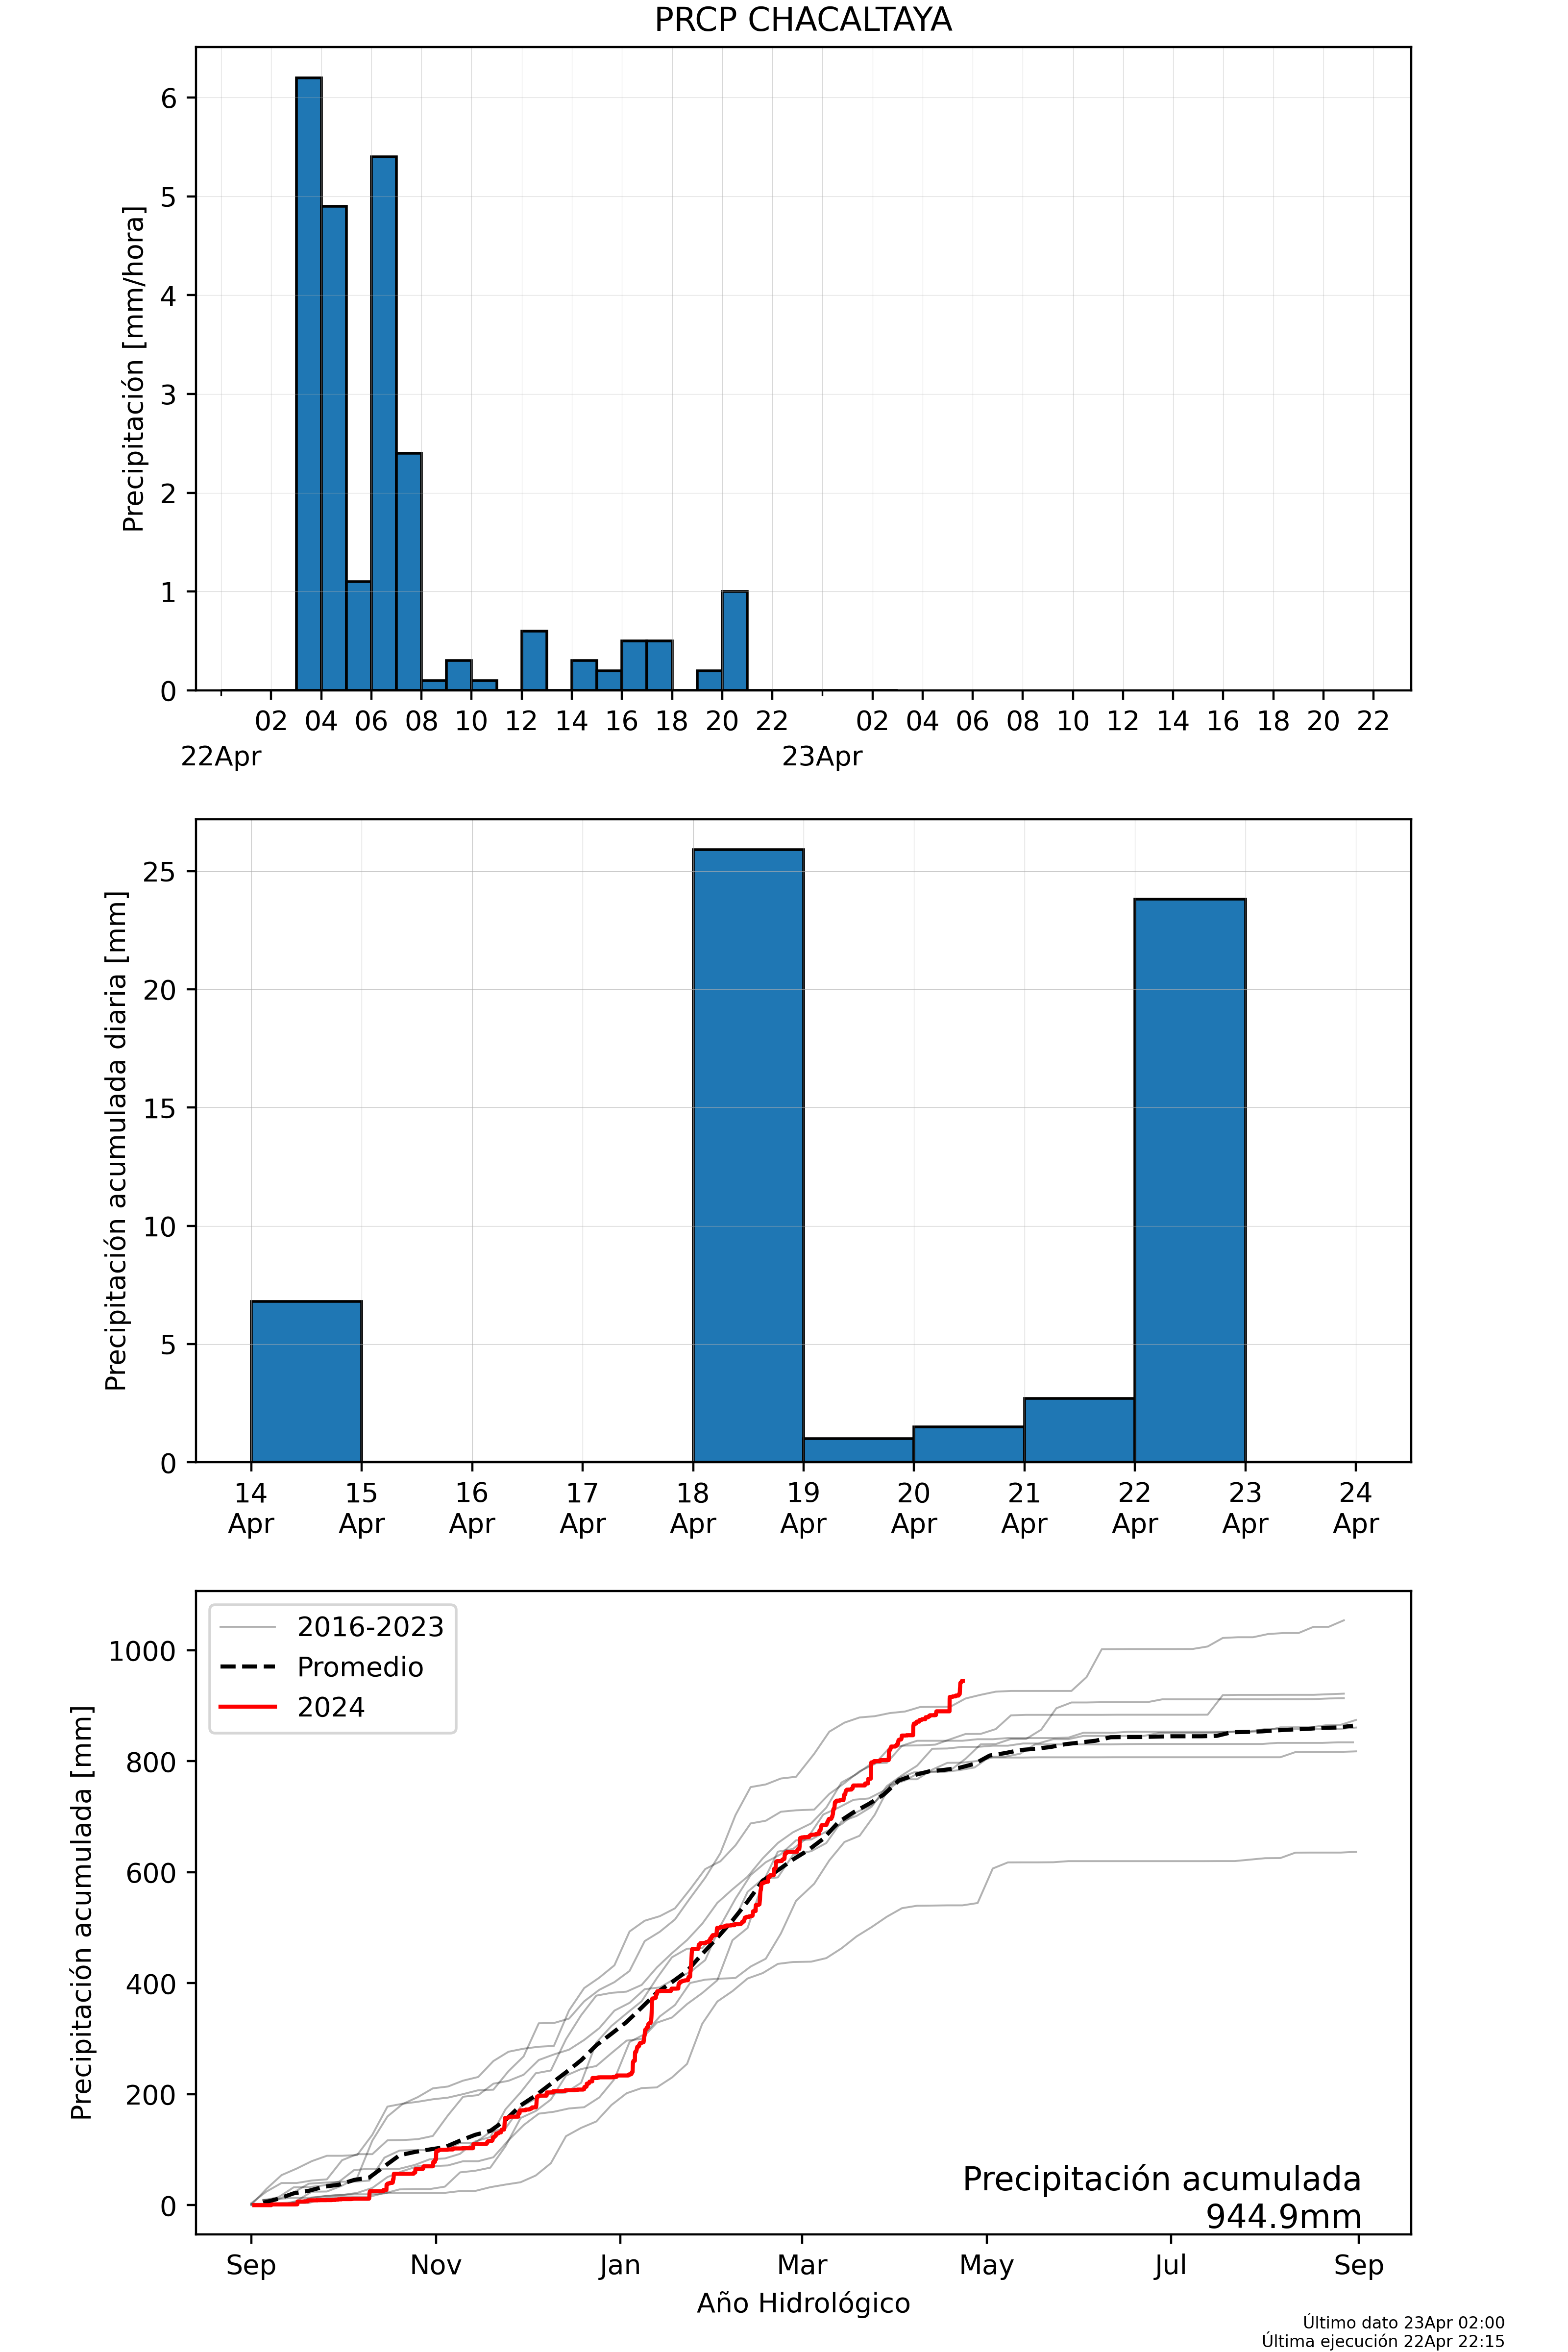 PRCP CHACALTAYA
Precipitación [mm/hora]
6
5
4
3
2
1
0
02 04 06 08 10 12 14 16 18 20 22 02 04 06 08 10 12 14 16 18 20 22
22Apr 23Apr
Precipitación acumulada diaria [mm]
25
20
15
10
5
0
14 15 16 17 18 19 20 21 22 23 24
Apr Apr Apr Apr Apr Apr Apr Apr Apr Apr Apr
Precipitación acumulada [mm]
1000
800
600
400
200
0
2016-2023
Promedio
2024
Precipitación acumulada
944.9mm
Sep Nov Jan Mar May Jul Sep
Año Hidrológico
Último dato 23Apr 02:00
Última ejecución 22Apr 22:15